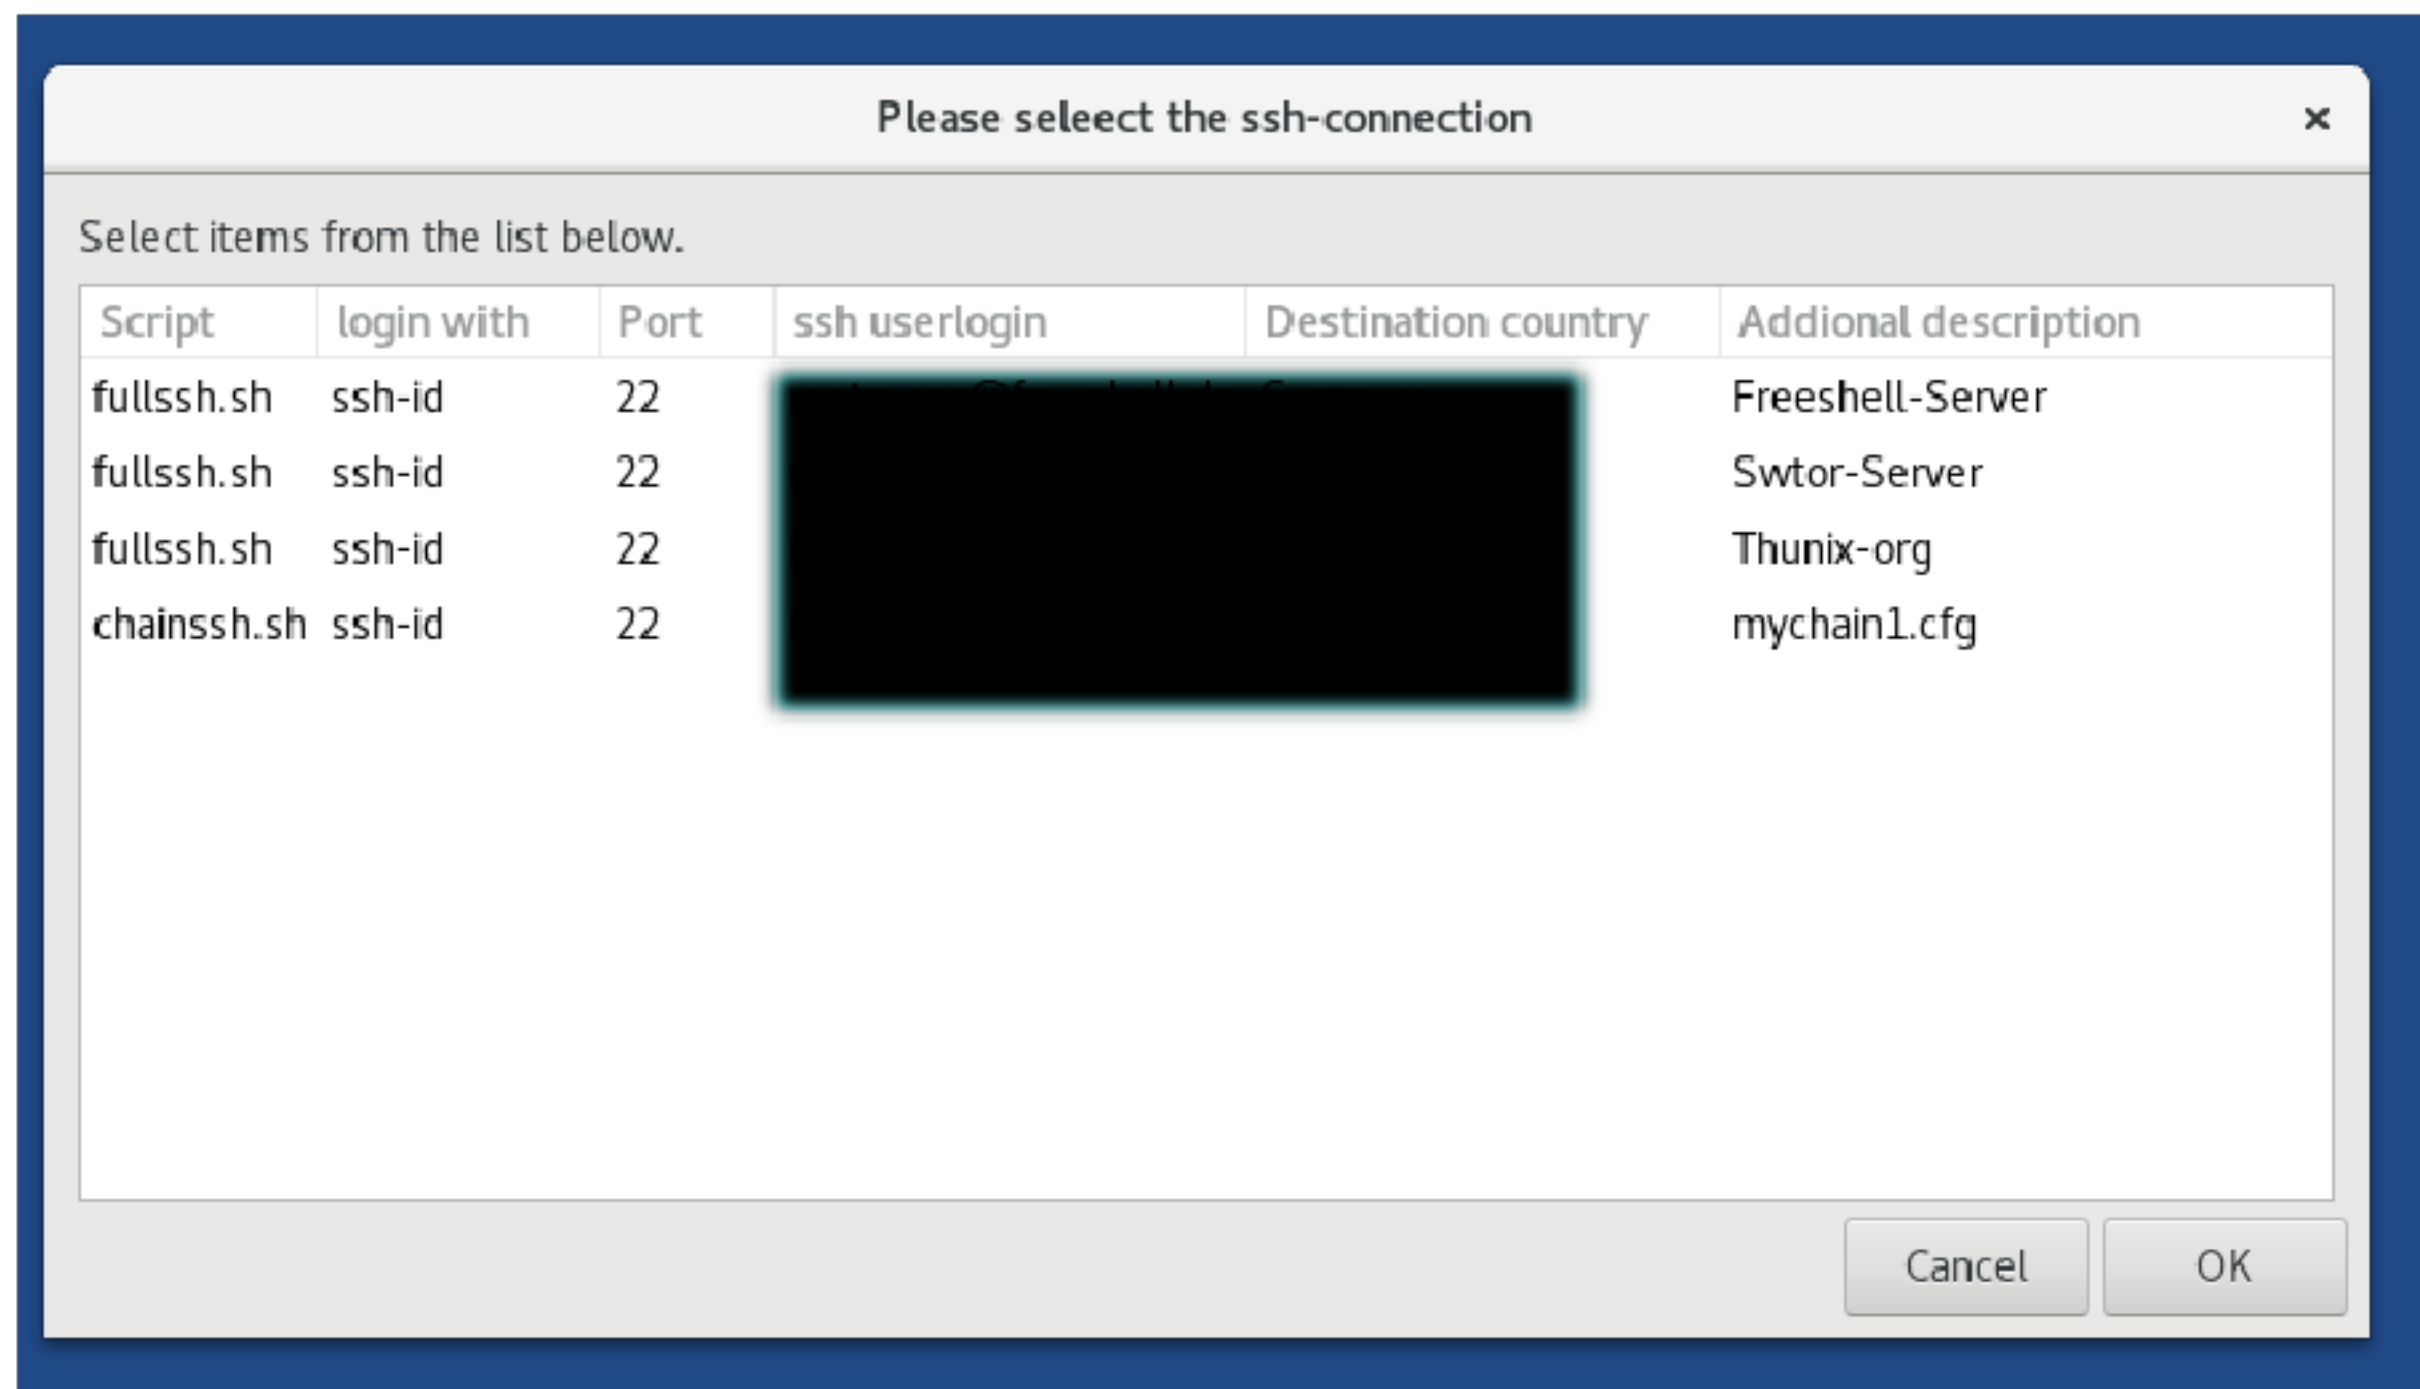 Please seleect the ssh-connection ×
Select items from the list below.
Script login with Port ssh userlogin Destination country Addional description
fullssh.sh ssh-id 22 Freeshell-Server
fullssh.sh ssh-id 22 Swtor-Server
fullssh.sh ssh-id 22 Thunix-org
chainssh.sh ssh-id 22 mychain1.cfg
Cancel OK